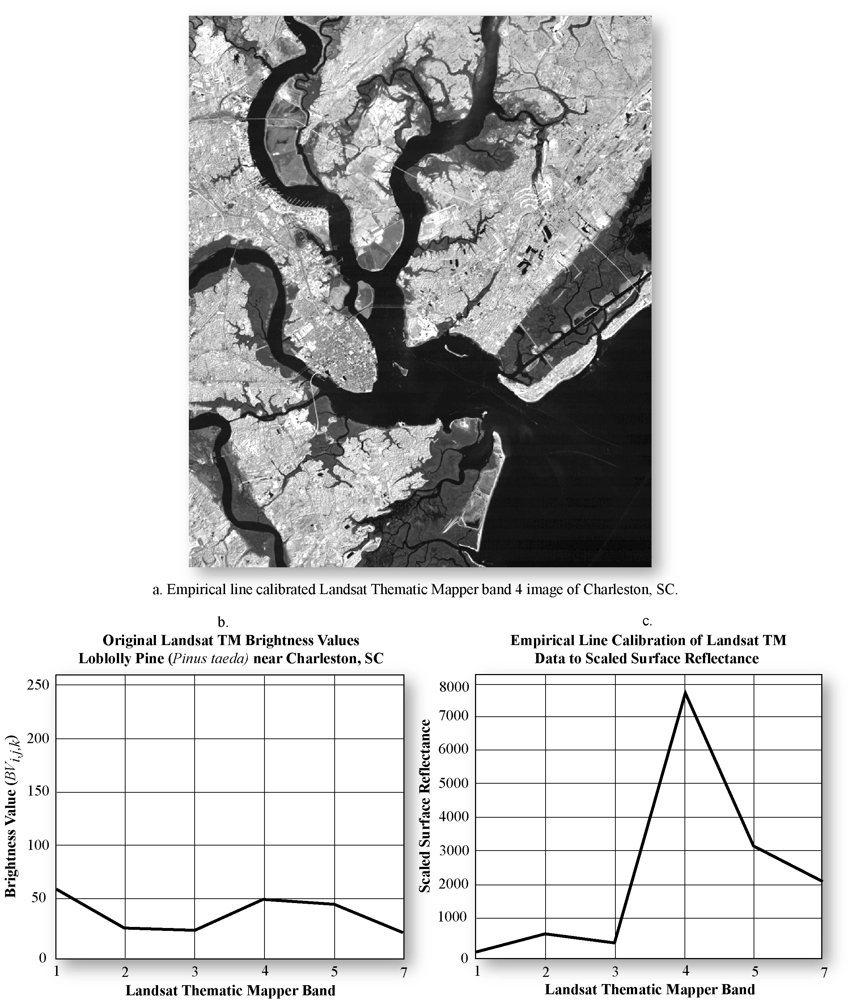 a. Empirical line calibrated Landsat Thematic Mapper band 4 image of Charleston, SC.
b.
Original Landsat TM Brightness Values
Loblolly Pine (Pinus taeda) near Charleston, SC
250
200
150
100
50
0
Brightness Value (BVi,j,k)
1 2 3 4 5 7
Landsat Thematic Mapper Band
c.
Empirical Line Calibration of Landsat TM
Data to Scaled Surface Reflectance
8000
7000
6000
5000
4000
3000
2000
1000
0
Scaled Surface Reflectance
1 2 3 4 5 7
Landsat Thematic Mapper Band